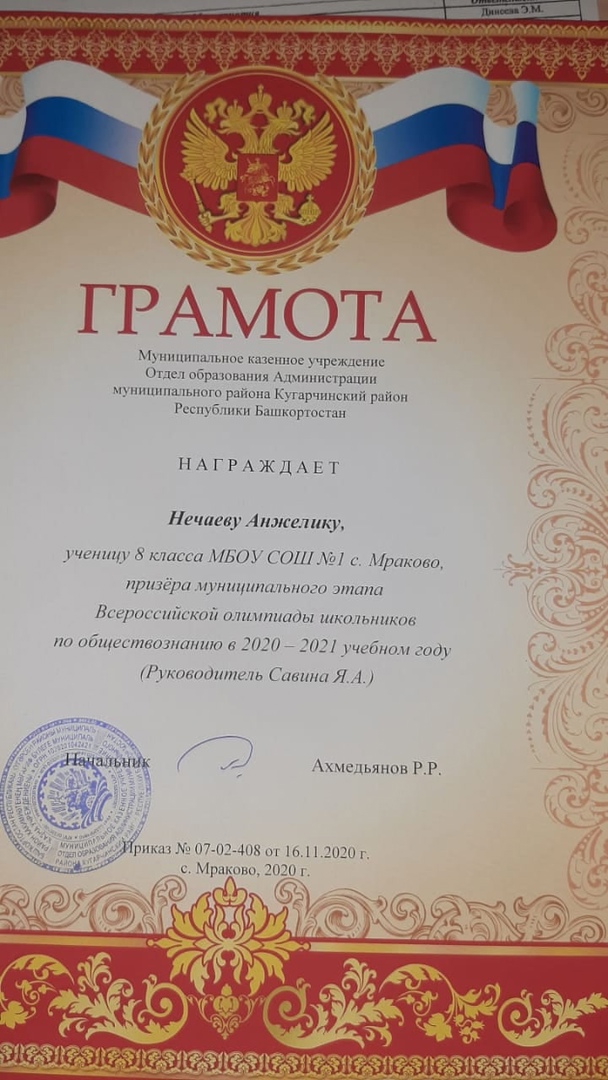 Динеева Э.М.
ГРАМОТА
Муниципальное казенное учреждение
Отдел образования Администрации
муниципального района Кугарчинский район
Республики Башкортостан
НАГРАЖДАЕТ
Нечаеву Анжелику,
ученицу 8 класса МБОУ СОШ №1 с. Мраково,
призёра муниципального этапа
Всероссийской олимпиады школьников
по обществознанию в 2020 – 2021 учебном году
(Руководитель Савина Я.А.)
Начальник Ахмедьянов Р.Р.
Приказ № 07-02-408 от 16.11.2020 г.
с. Мраково, 2020 г.